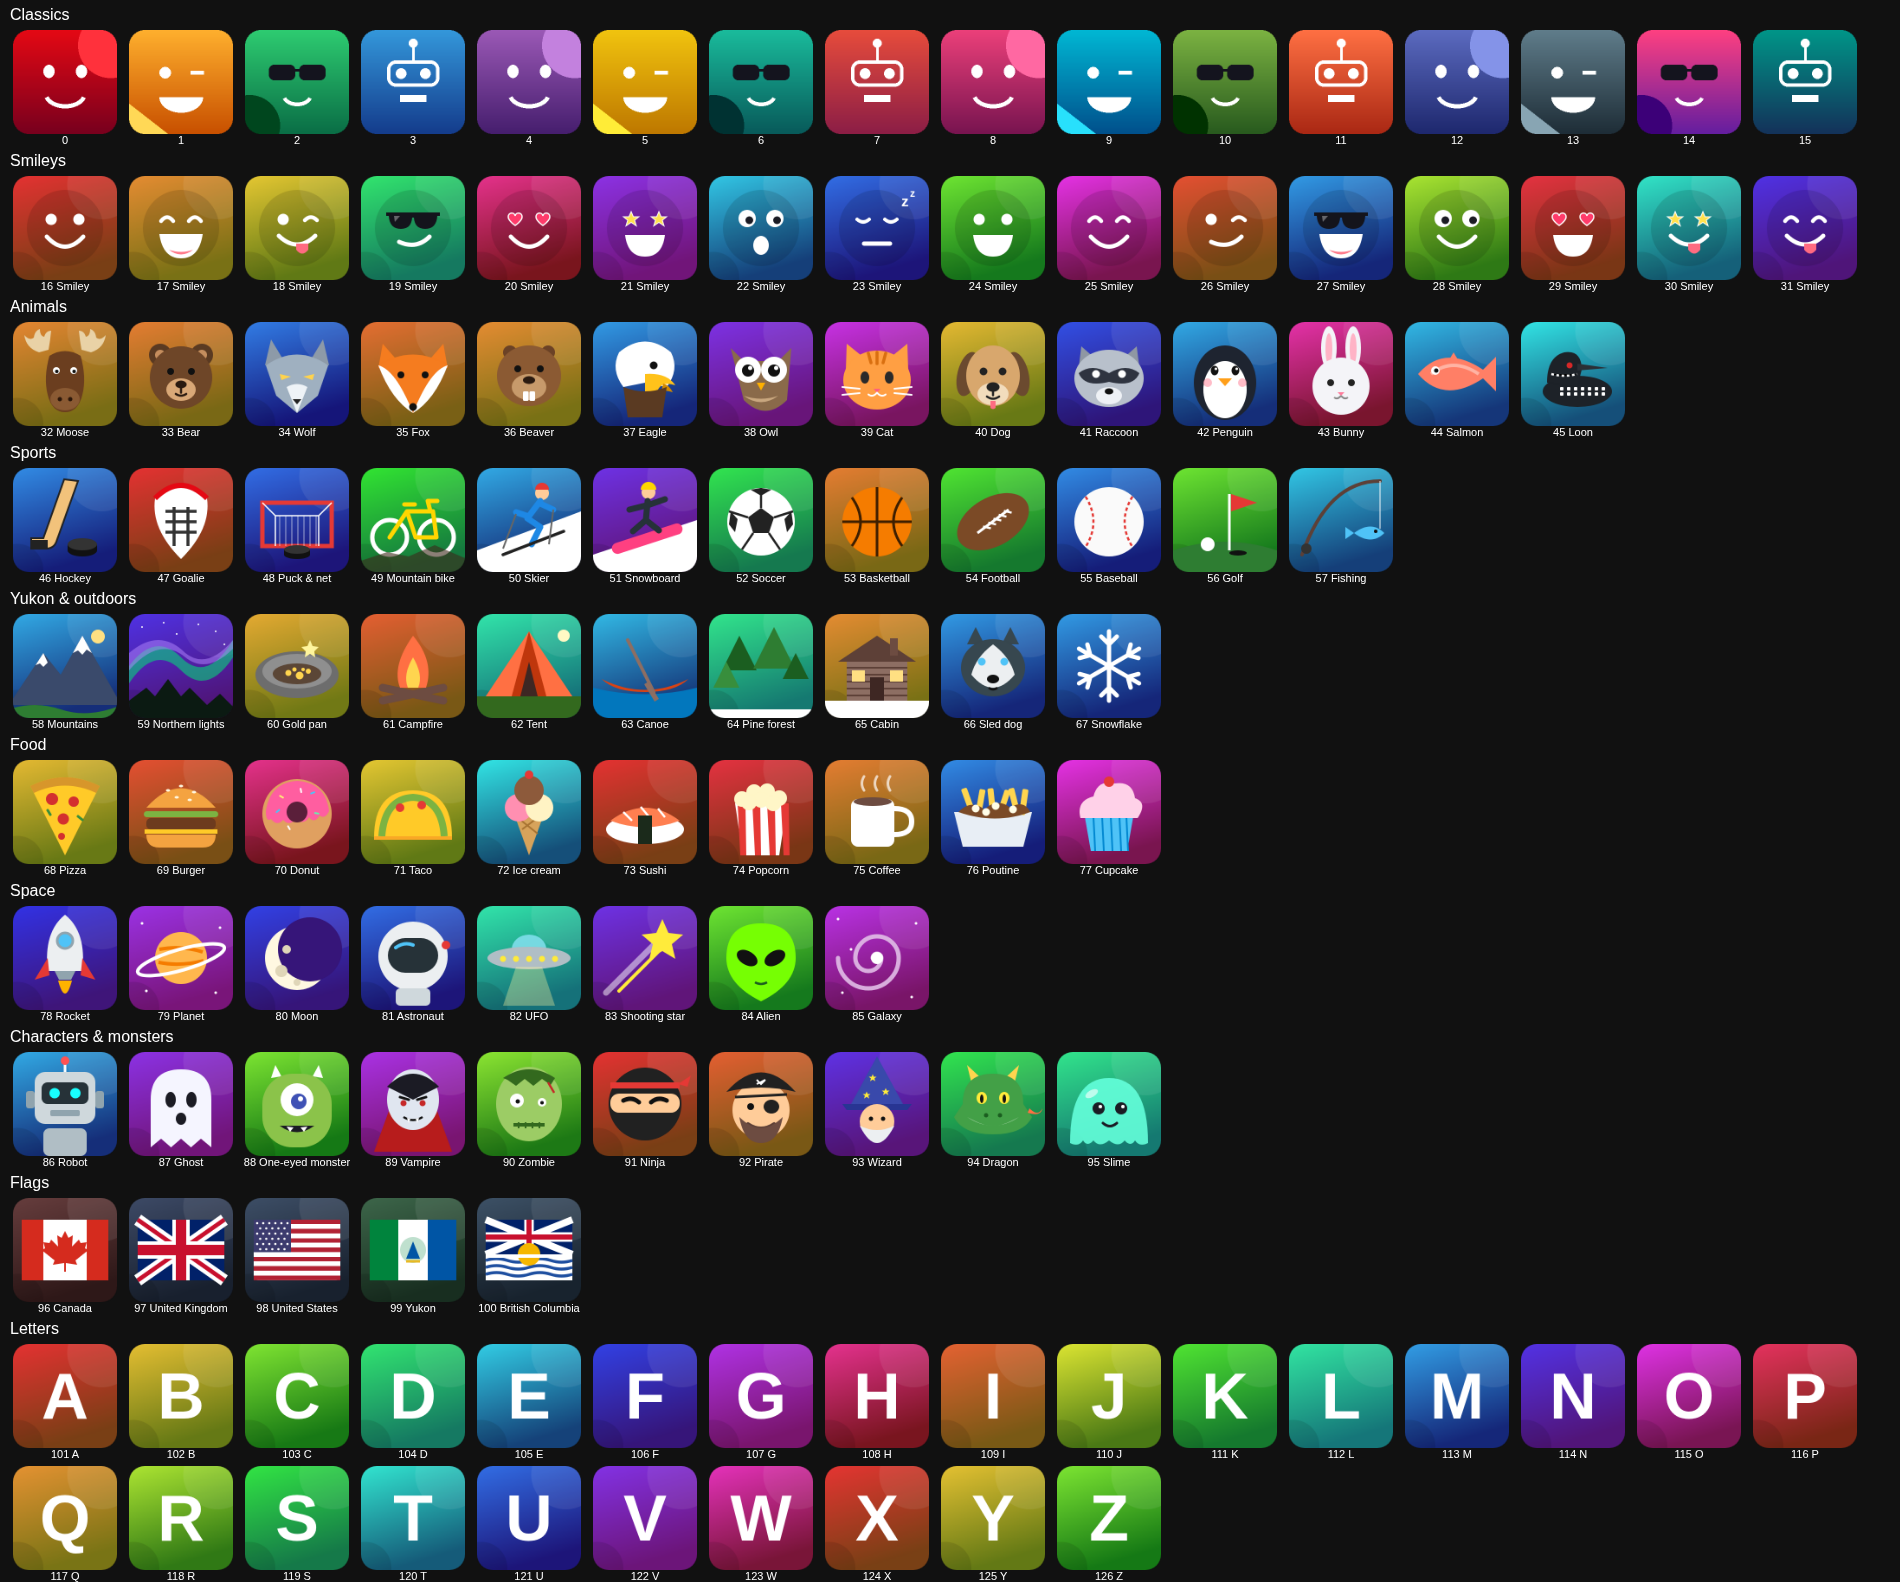 Classics
0 1 2 3 4 5 6 7 8 9 10 11 12 13 14 15
Smileys
z z
16 Smiley 17 Smiley 18 Smiley 19 Smiley 20 Smiley 21 Smiley 22 Smiley 23 Smiley 24 Smiley 25 Smiley 26 Smiley 27 Smiley 28 Smiley 29 Smiley 30 Smiley 31 Smiley
Animals
32 Moose 33 Bear 34 Wolf 35 Fox 36 Beaver 37 Eagle 38 Owl 39 Cat 40 Dog 41 Raccoon 42 Penguin 43 Bunny 44 Salmon 45 Loon
Sports
46 Hockey 47 Goalie 48 Puck & net 49 Mountain bike 50 Skier 51 Snowboard 52 Soccer 53 Basketball 54 Football 55 Baseball 56 Golf 57 Fishing
Yukon & outdoors
58 Mountains 59 Northern lights 60 Gold pan 61 Campfire 62 Tent 63 Canoe 64 Pine forest 65 Cabin 66 Sled dog 67 Snowflake
Food
68 Pizza 69 Burger 70 Donut 71 Taco 72 Ice cream 73 Sushi 74 Popcorn 75 Coffee 76 Poutine 77 Cupcake
Space
78 Rocket 79 Planet 80 Moon 81 Astronaut 82 UFO 83 Shooting star 84 Alien 85 Galaxy
Characters & monsters
86 Robot 87 Ghost 88 One-eyed monster 89 Vampire 90 Zombie 91 Ninja 92 Pirate 93 Wizard 94 Dragon 95 Slime
Flags
96 Canada 97 United Kingdom 98 United States 99 Yukon 100 British Columbia
Letters
A B C D E F G H I J K L M N O P
101 A 102 B 103 C 104 D 105 E 106 F 107 G 108 H 109 I 110 J 111 K 112 L 113 M 114 N 115 O 116 P
Q R S T U V W X Y Z
117 Q 118 R 119 S 120 T 121 U 122 V 123 W 124 X 125 Y 126 Z